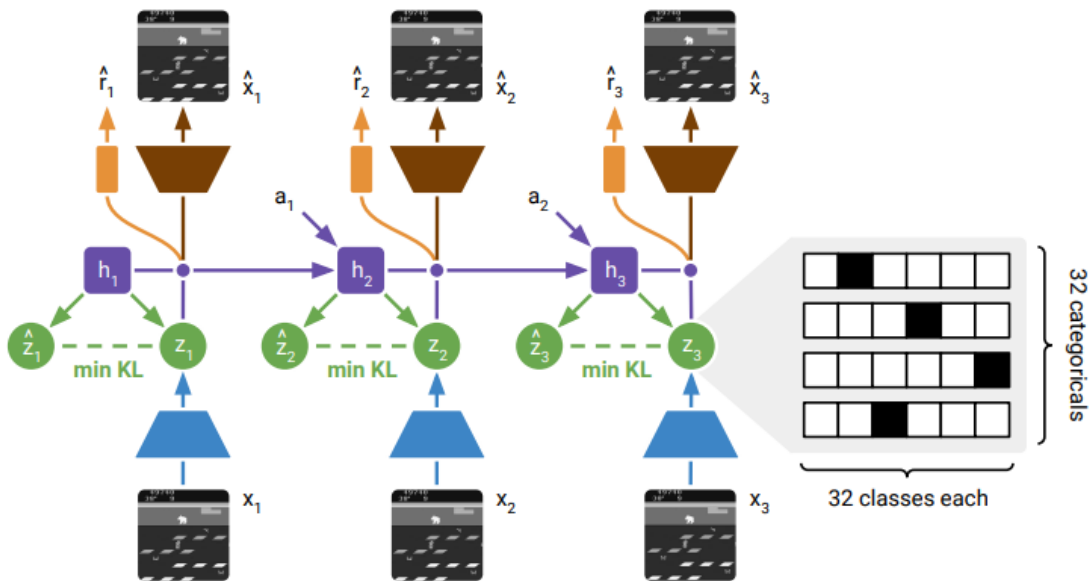 r̂₁
x̂₁
r̂₂
x̂₂
r̂₃
x̂₃
a₁
a₂
h₁
h₂
h₃
ẑ₁
z₁
ẑ₂
z₂
ẑ₃
z₃
min KL
min KL
min KL
32 categoricals
32 classes each
x₁
x₂
x₃